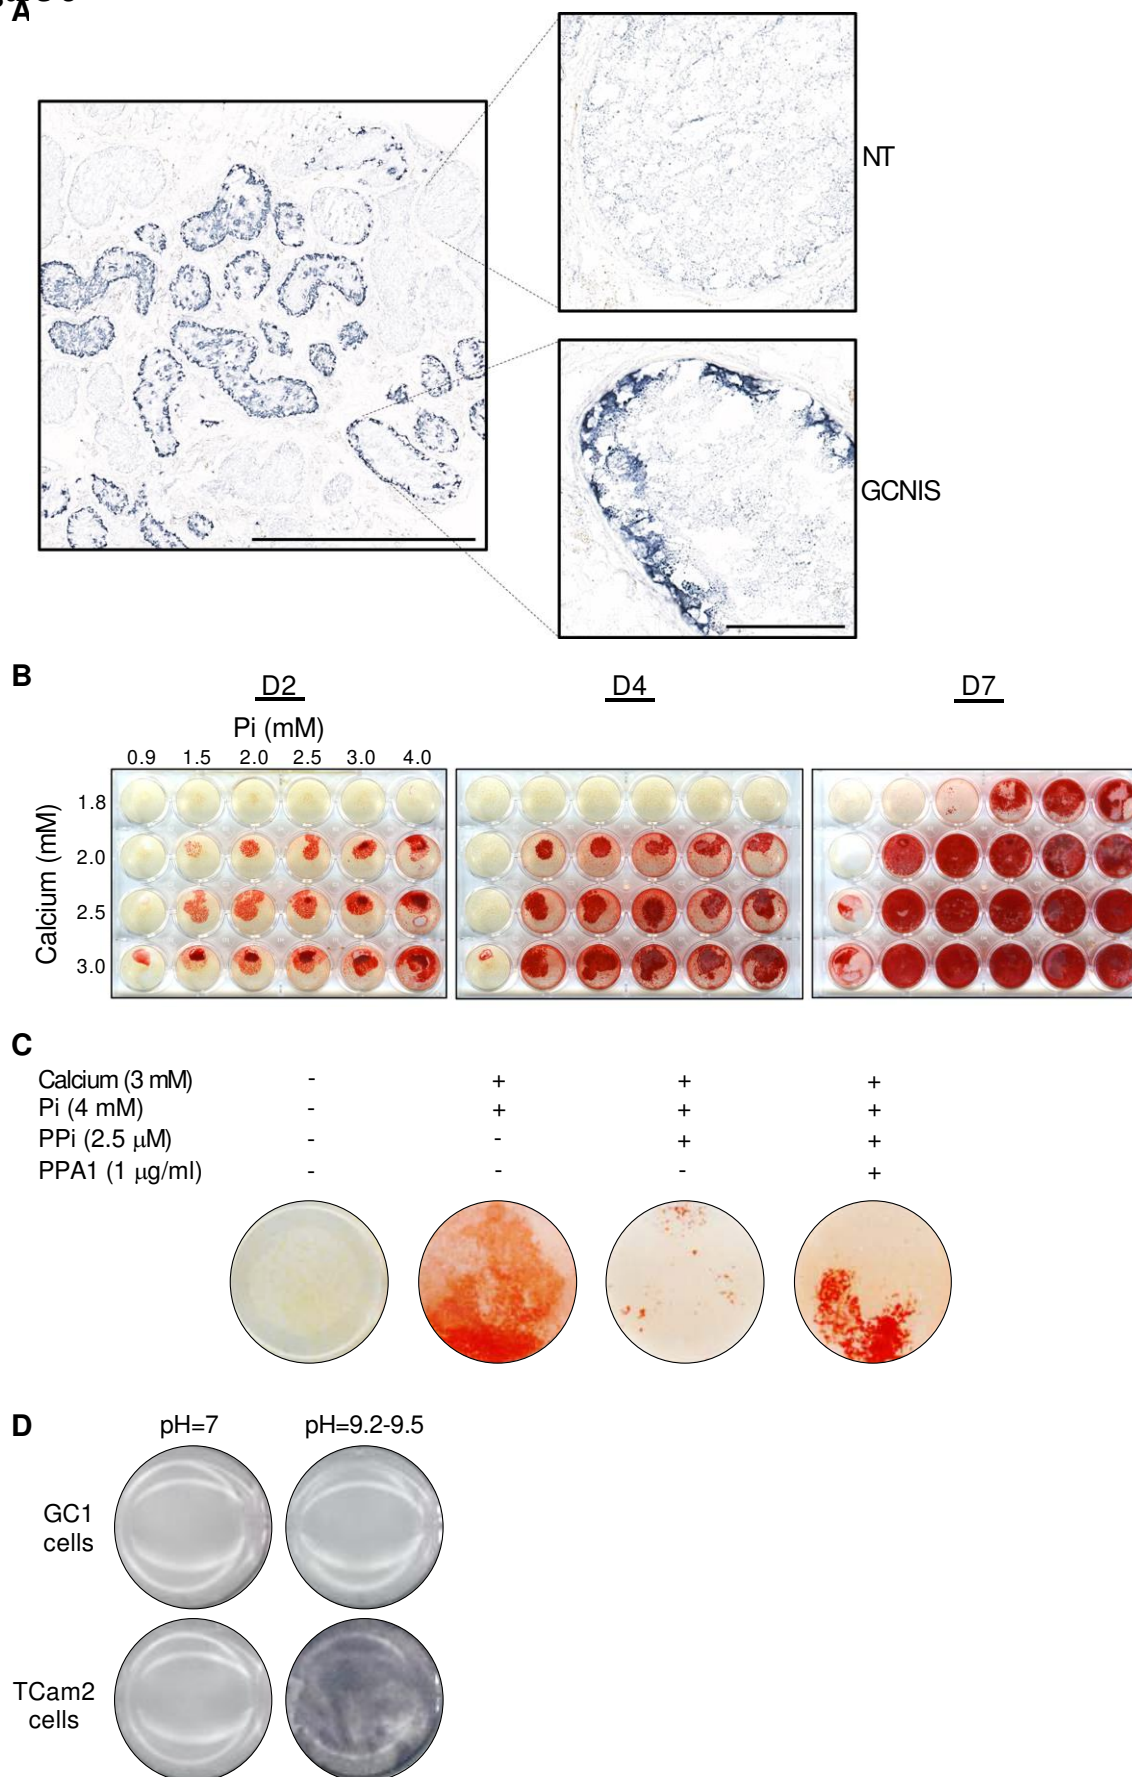 A
NT
GCNIS
B
D2 D4 D7
Pi (mM)
0.9 1.5 2.0 2.5 3.0 4.0
Calcium (mM)
1.8
2.0
2.5
3.0
C
Calcium (3 mM) - + + +
Pi (4 mM) - + + +
PPi (2.5 µM) - - + +
PPA1 (1 µg/ml) - - - +
D
pH=7 pH=9.2-9.5
GC1
cells
TCam2
cells